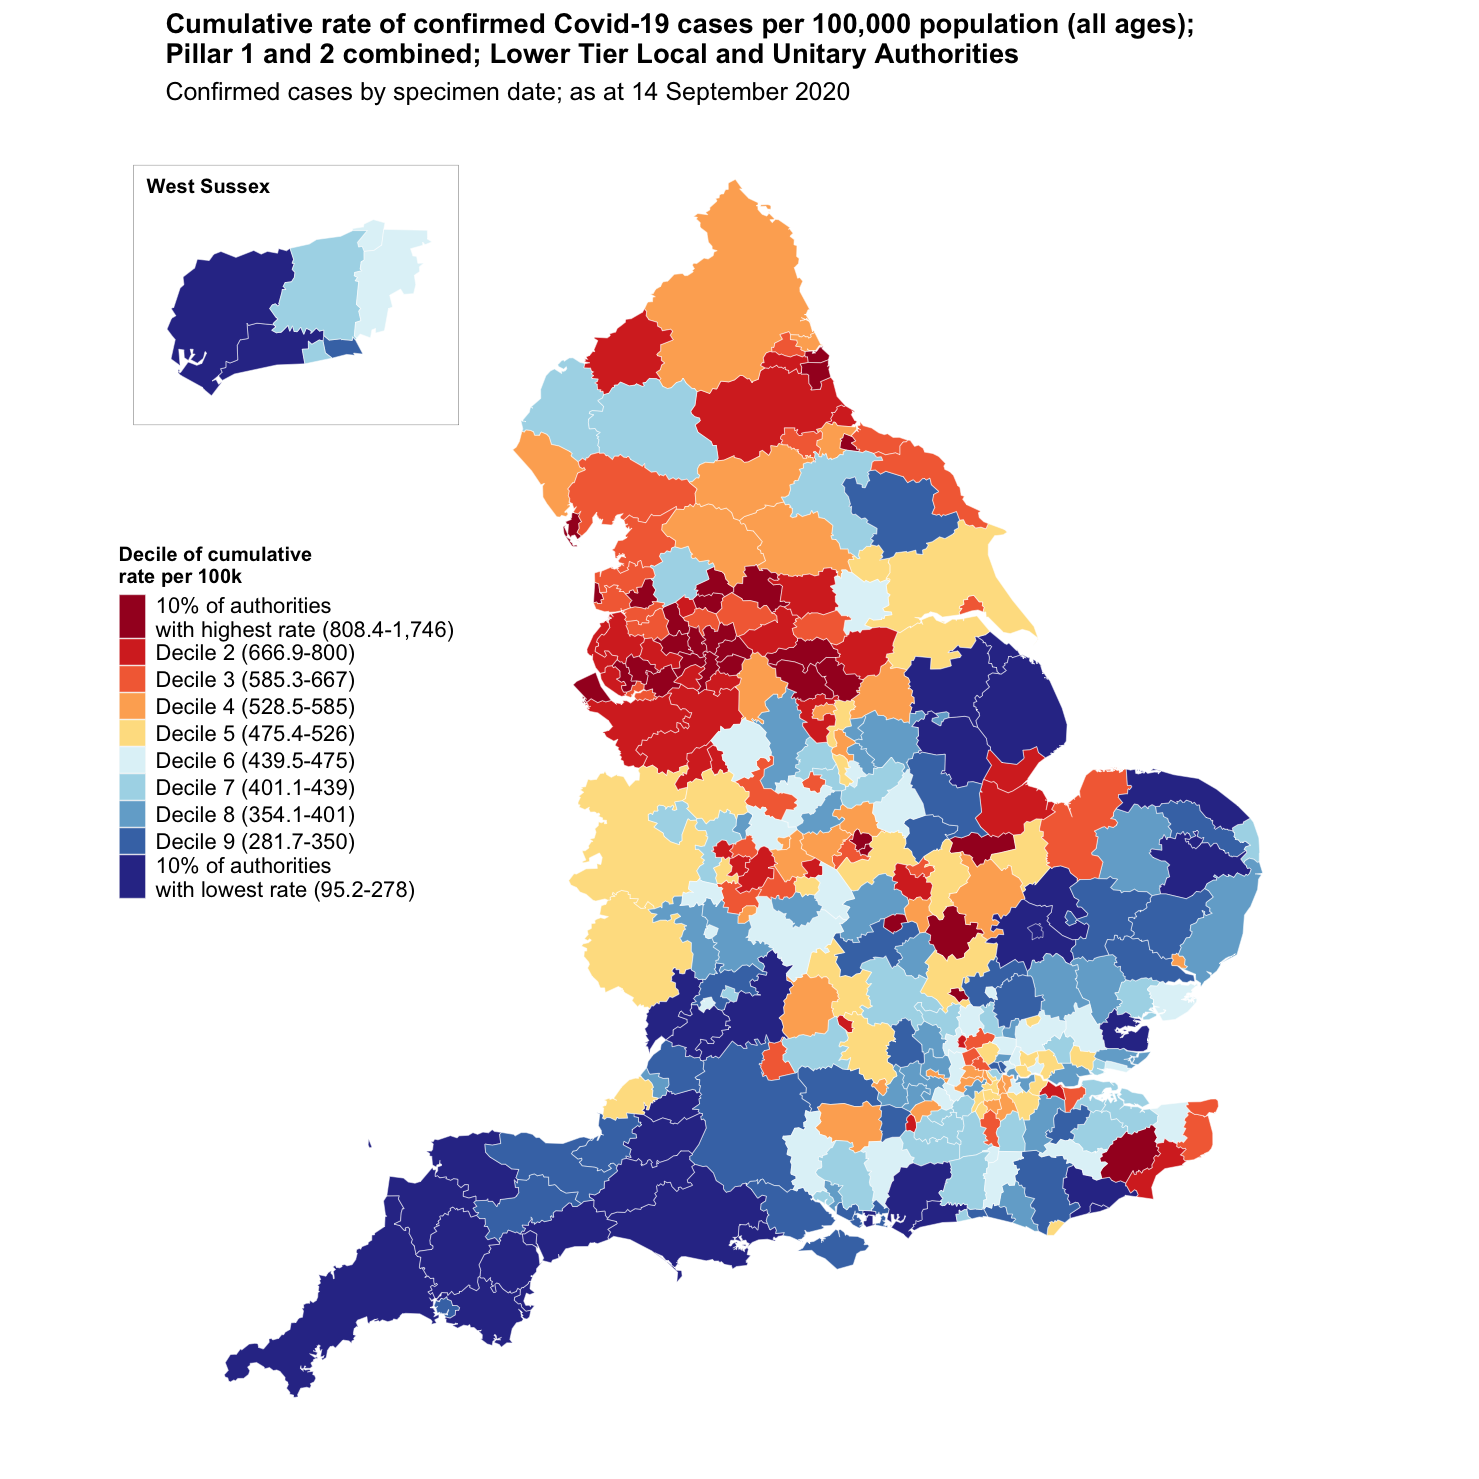 Cumulative rate of confirmed Covid-19 cases per 100,000 population (all ages);
Pillar 1 and 2 combined; Lower Tier Local and Unitary Authorities
Confirmed cases by specimen date; as at 14 September 2020
West Sussex
Decile of cumulative
rate per 100k
10% of authorities
with highest rate (808.4-1,746)
Decile 2 (666.9-800)
Decile 3 (585.3-667)
Decile 4 (528.5-585)
Decile 5 (475.4-526)
Decile 6 (439.5-475)
Decile 7 (401.1-439)
Decile 8 (354.1-401)
Decile 9 (281.7-350)
10% of authorities
with lowest rate (95.2-278)